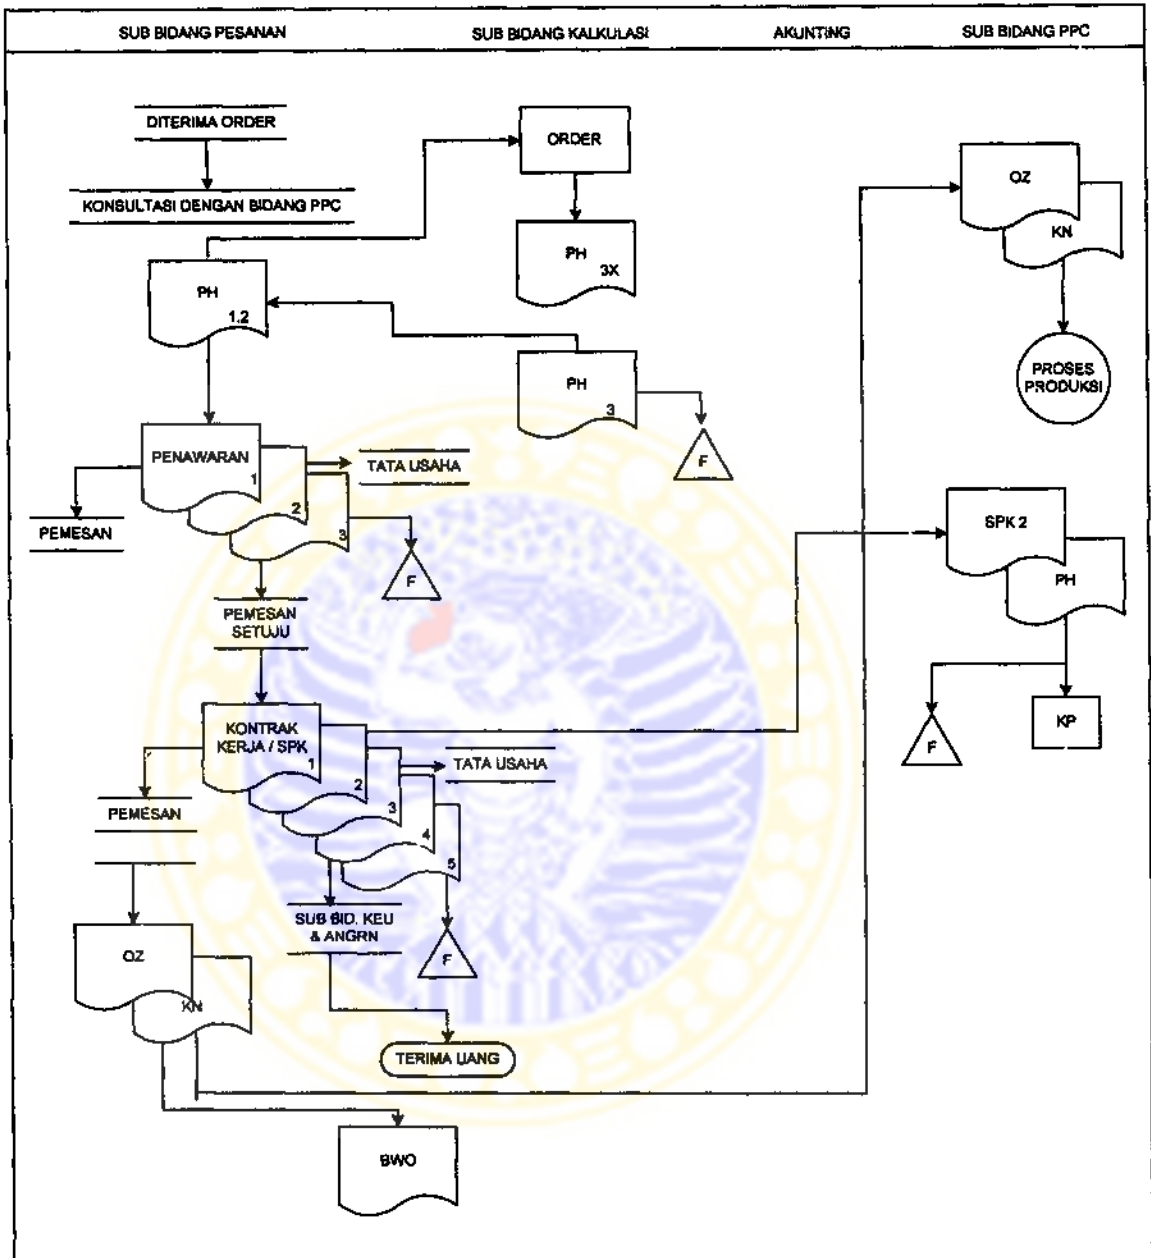 SUB BIDANG PESANAN
SUB BIDANG KALKULASI
AKUNTING
SUB BIDANG PPC
DITERIMA ORDER
KONSULTASI DENGAN BIDANG PPC
PH
1.2
ORDER
PH
3X
PH
3
F
PENAWARAN
1
2
3
TATA USAHA
PEMESAN
F
PEMESAN
SETUJU
KONTRAK
KERJA / SPK
1
2
3
4
5
TATA USAHA
PEMESAN
SUB BID. KEU
& ANGRN
F
OZ
KN
TERIMA UANG
BWO
OZ
KN
PROSES
PRODUKSI
SPK 2
PH
F
KP